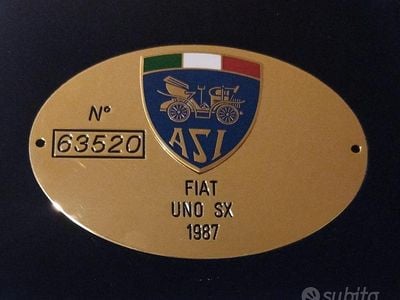 N°
63520
ASI
FIAT
UNO SX
1987
subito